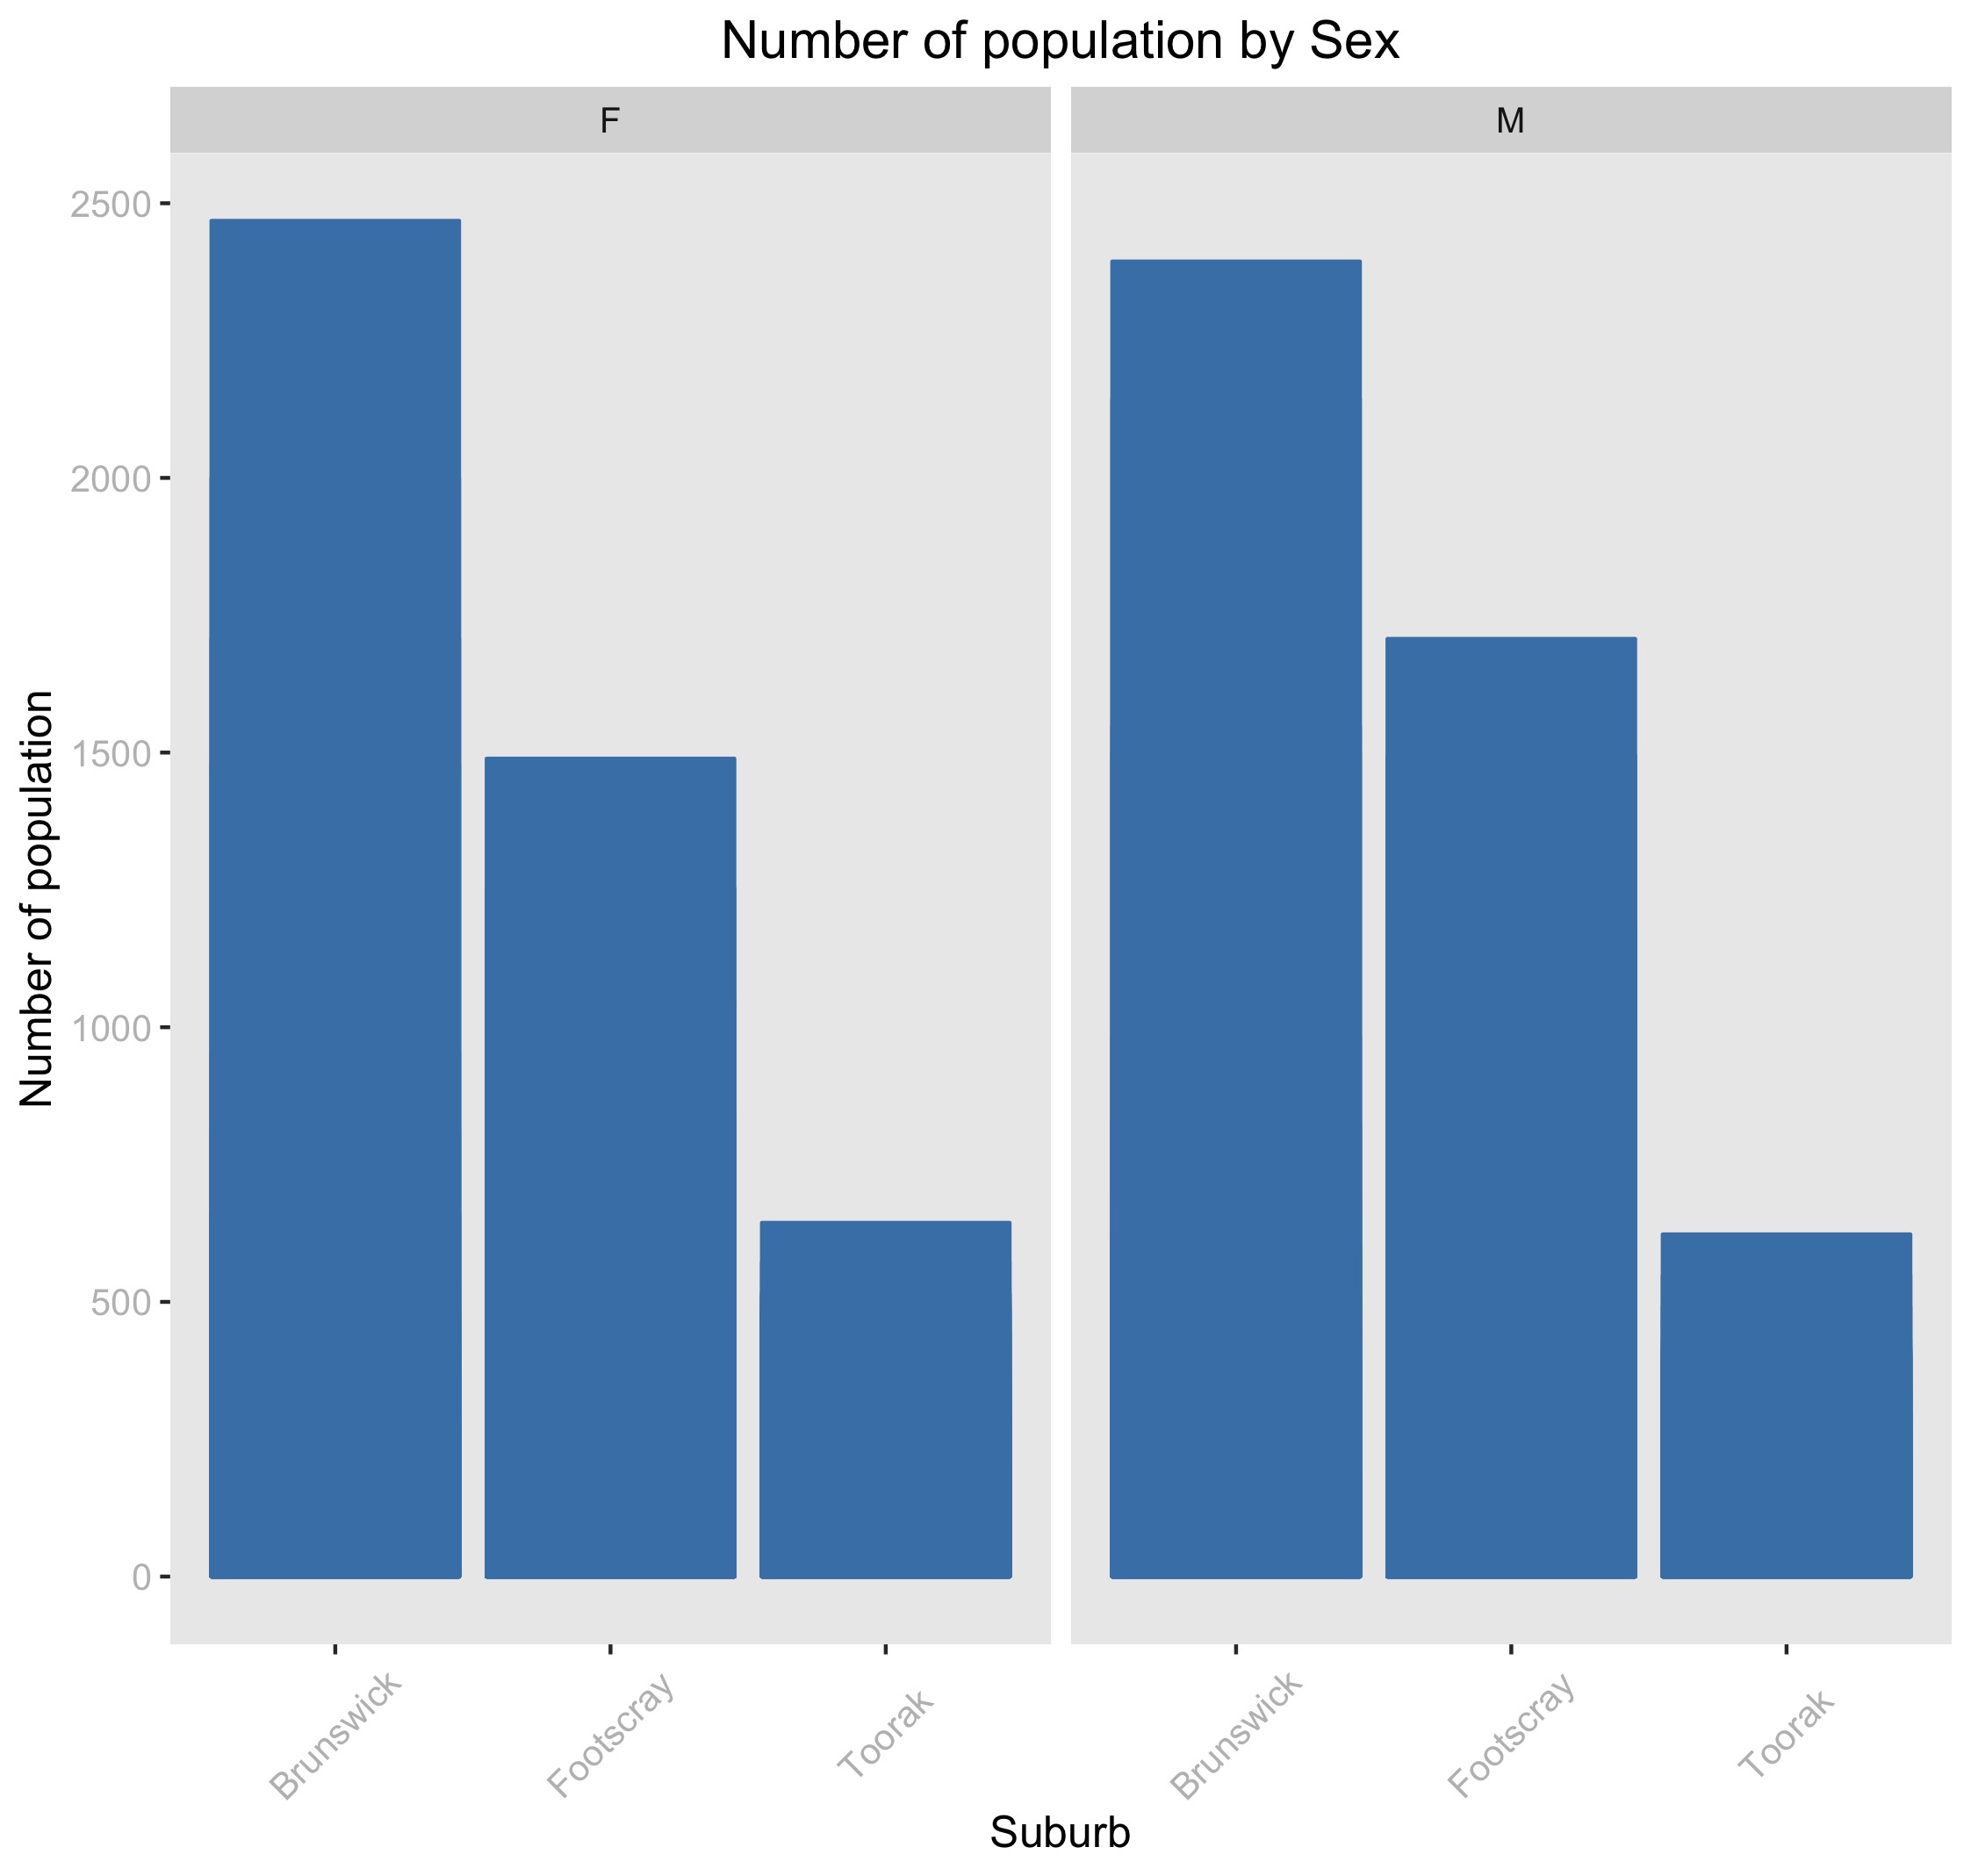 Number of population by Sex
F
M
2500
2000
1500
1000
500
0
Number of population
Brunswick
Footscray
Toorak
Brunswick
Footscray
Toorak
Suburb